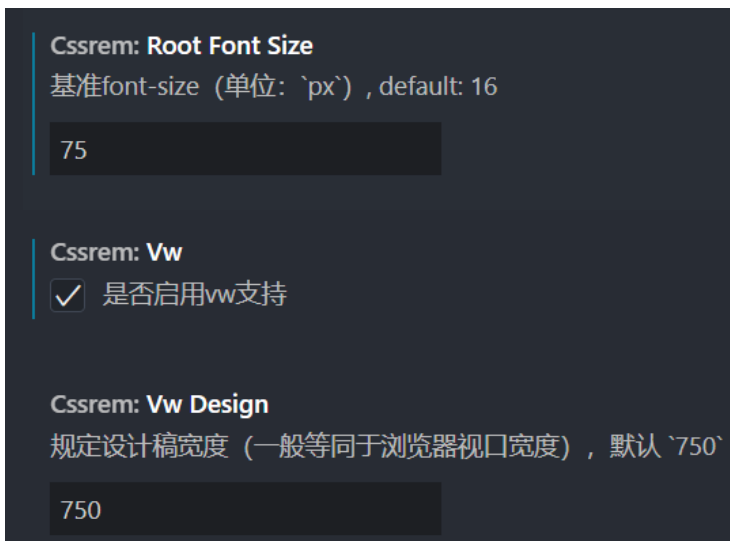 Cssrem: Root Font Size
基准font-size（单位：`px`）, default: 16
75
Cssrem: Vw
是否启用vw支持
Cssrem: Vw Design
规定设计稿宽度（一般等同于浏览器视口宽度），默认 `750`
750